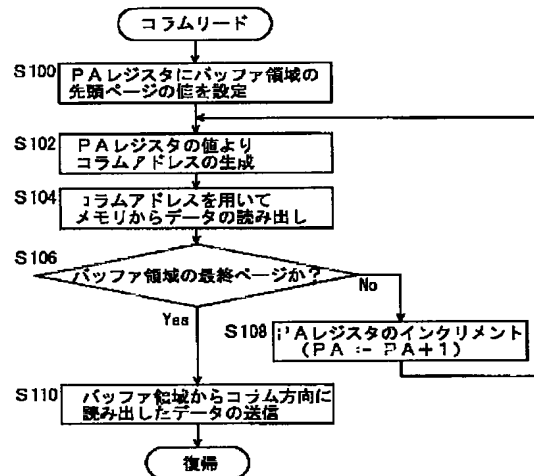 コラムリード
S100
PAレジスタにバッファ領域の
先頭ページの値を設定
S102
PAレジスタの値より
コラムアドレスの生成
S104
コラムアドレスを用いて
メモリからデータの読み出し
S106
バッファ領域の最終ページか?
No
Yes
S108
PAレジスタのインクリメント
(PA := PA+1)
S110
バッファ領域からコラム方向に
読み出したデータの送信
復帰